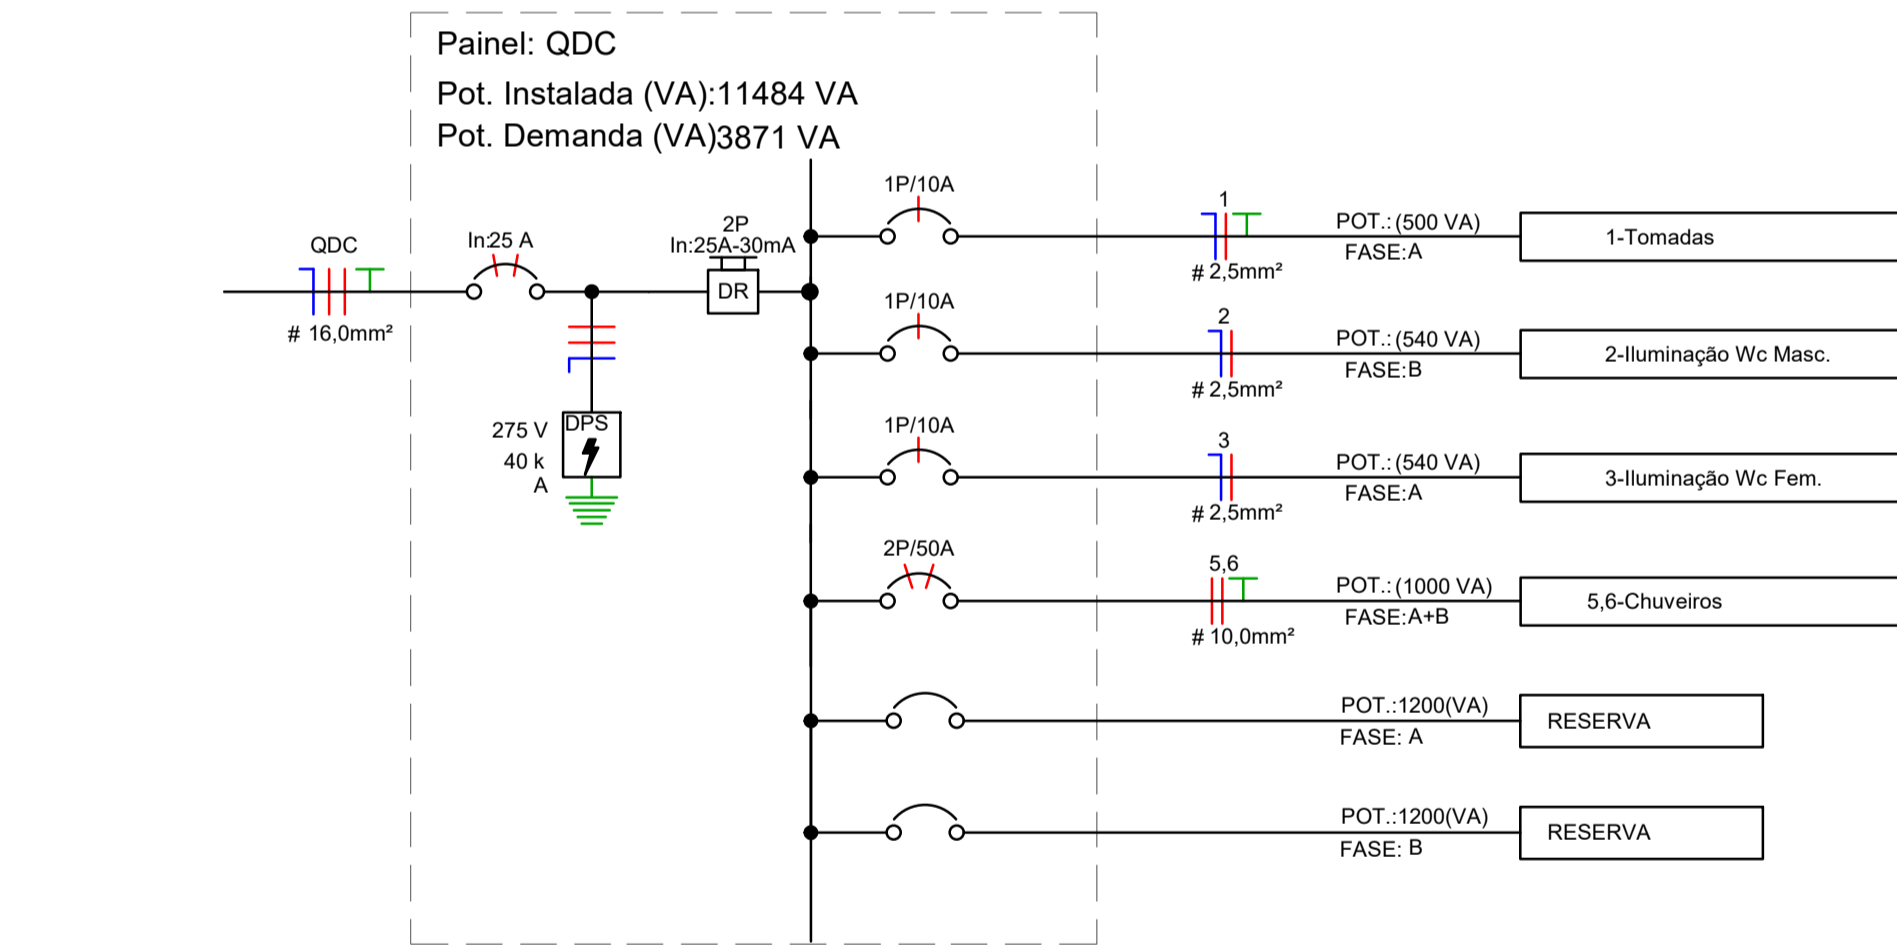 Painel: QDC
Pot. Instalada (VA):11484 VA
Pot. Demanda (VA)3871 VA
QDC
# 16,0mm²
In:25 A
2P
In:25A-30mA
DR
275 V
40 k
A
DPS
1P/10A
1
# 2,5mm²
POT.: (500 VA)
FASE:A
1-Tomadas
1P/10A
2
# 2,5mm²
POT.: (540 VA)
FASE:B
2-Iluminação Wc Masc.
1P/10A
3
# 2,5mm²
POT.: (540 VA)
FASE:A
3-Iluminação Wc Fem.
2P/50A
5,6
# 10,0mm²
POT.: (1000 VA)
FASE:A+B
5,6-Chuveiros
POT.:1200(VA)
FASE: A
RESERVA
POT.:1200(VA)
FASE: B
RESERVA